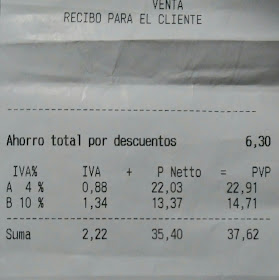 VENTA
RECIBO PARA EL CLIENTE
Ahorro total por descuentos 6,30
IVA% IVA + P Netto = PVP
A 4 % 0,88 22,03 22,91
B 10 % 1,34 13,37 14,71
Suma 2,22 35,40 37,62